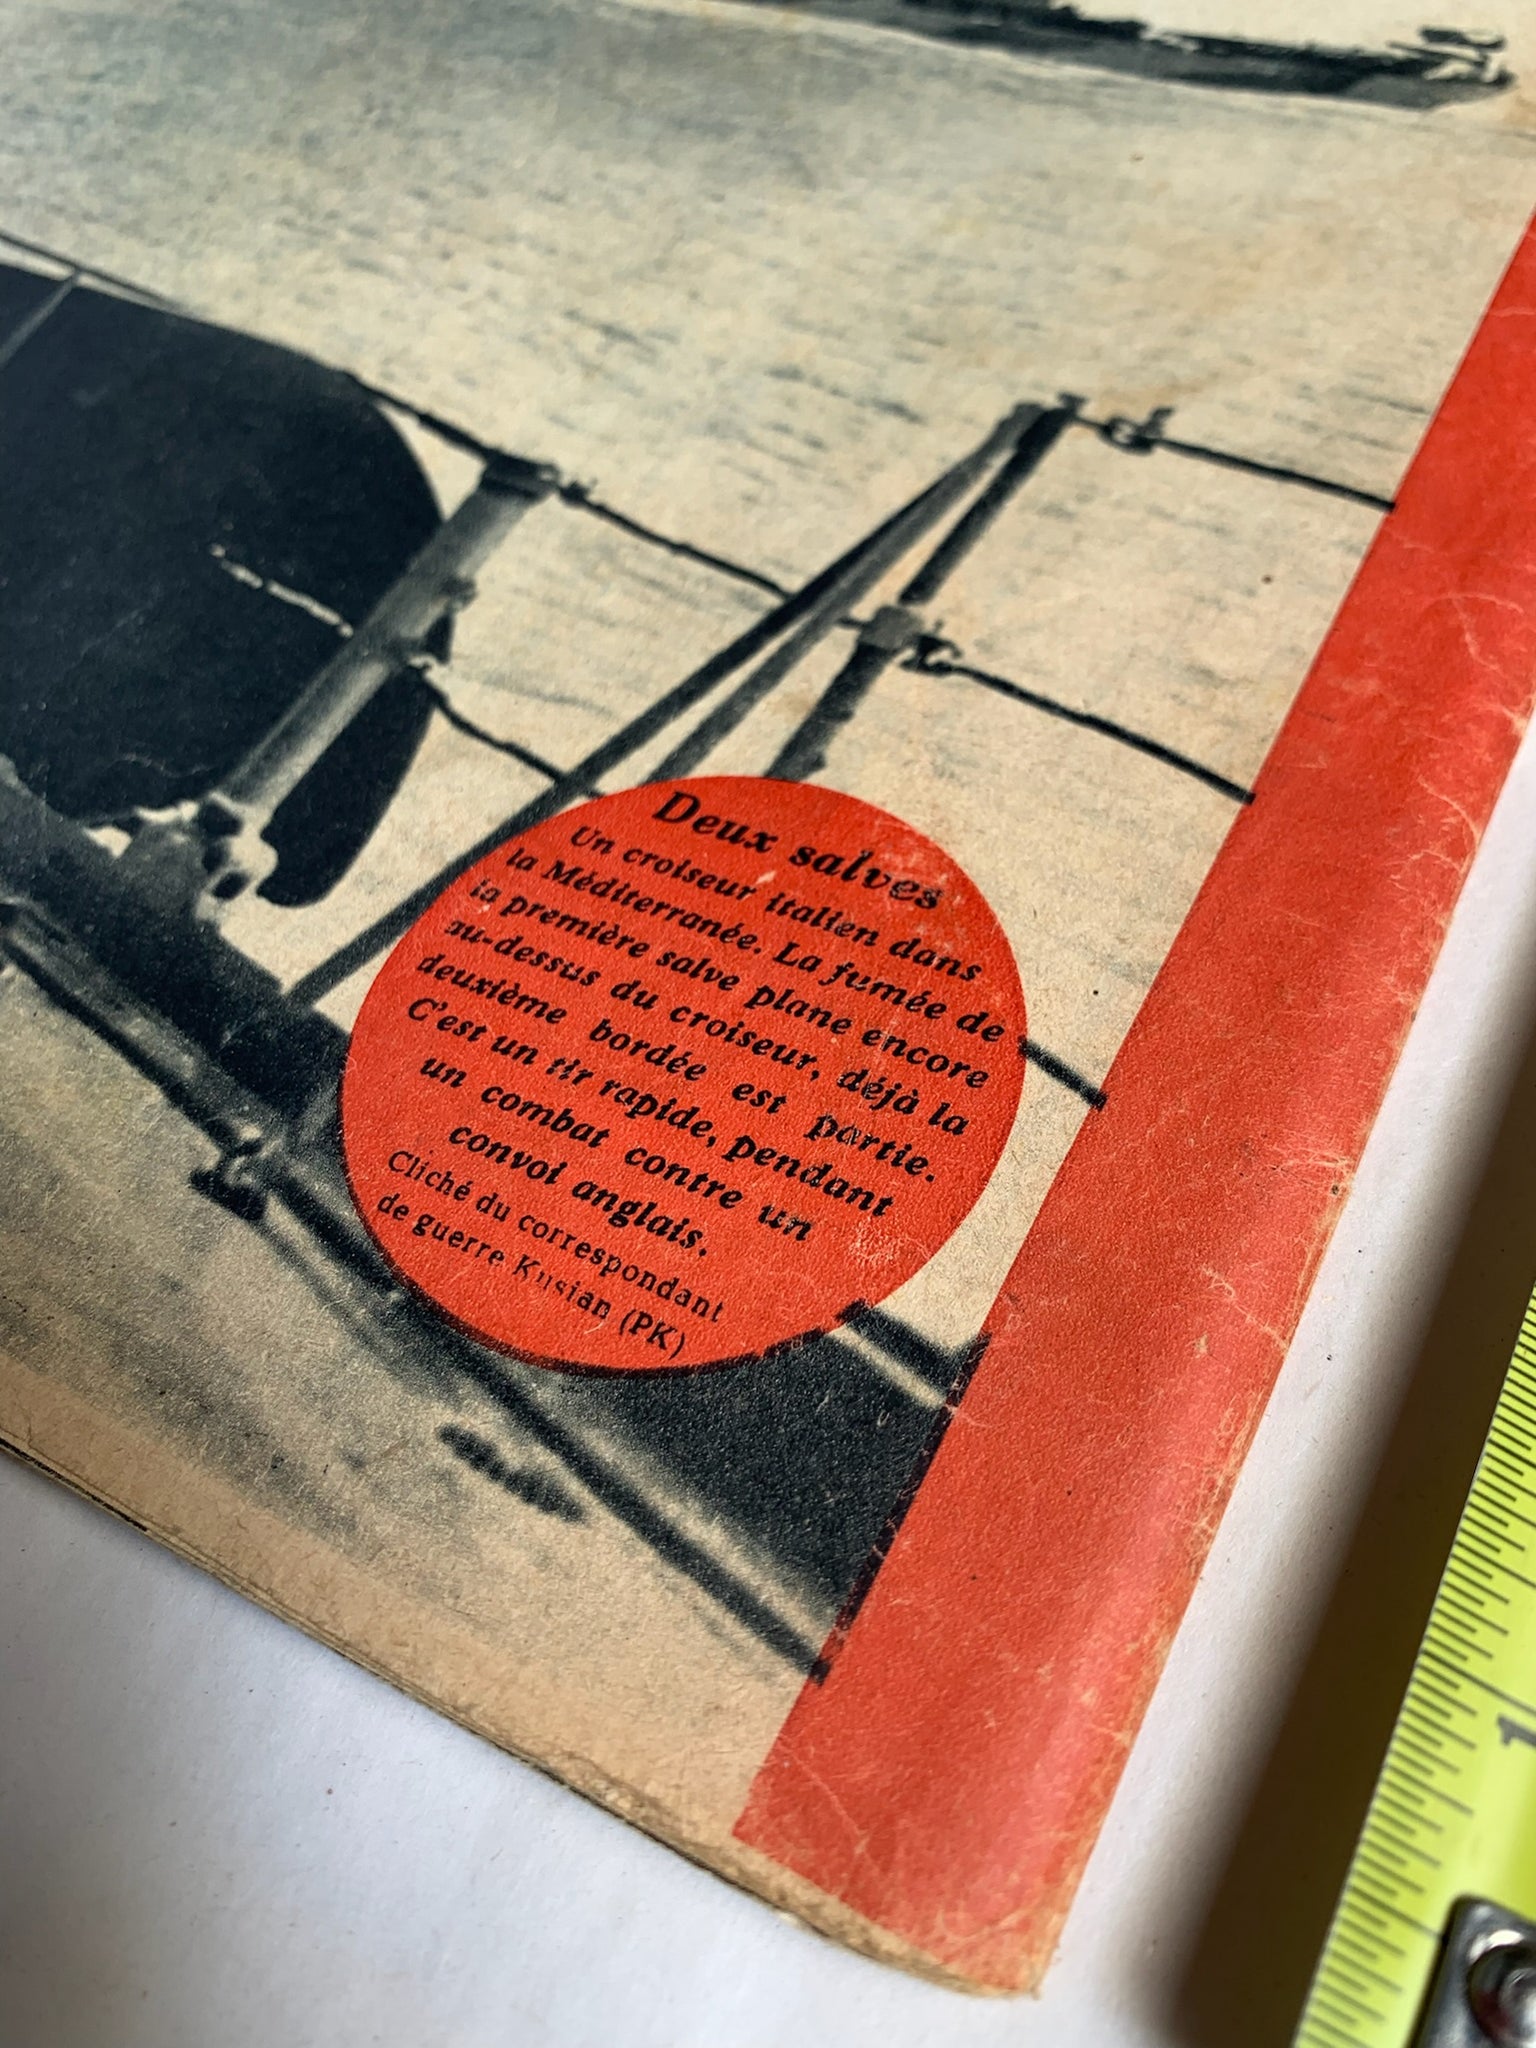 Deux salves
Un croiseur italien dans
la Méditerranée. La fumée de
la première salve plane encore
au-dessus du croiseur, déjà la
deuxième bordée est partie.
C'est un tir rapide, pendant
un combat contre un
convoi anglais.
Cliché du correspondant
de guerre Kusian (PK)
1